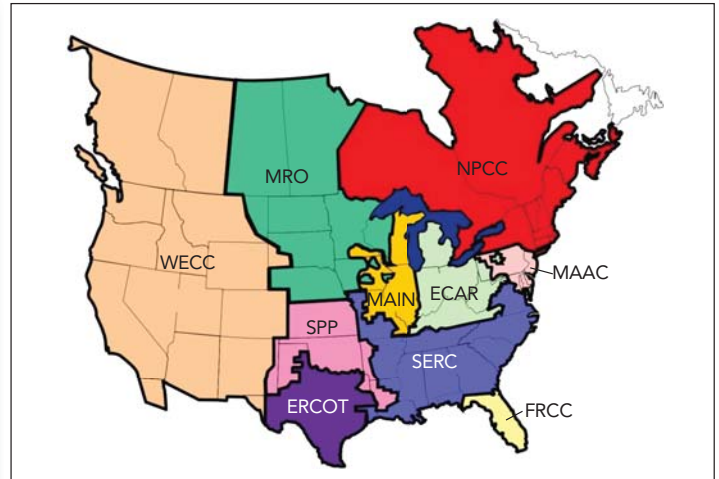 NPCC
MRO
WECC
MAAC
MAIN
ECAR
SPP
SERC
ERCOT
FRCC